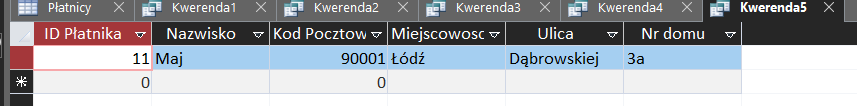 Płatnicy Kwerenda1 Kwerenda2 Kwerenda3 Kwerenda4 Kwerenda5
ID Płatnika Nazwisko Kod Pocztow Miejscowosc Ulica Nr domu
11 Maj 90001 Łódź Dąbrowskiej 3a
* 0 0